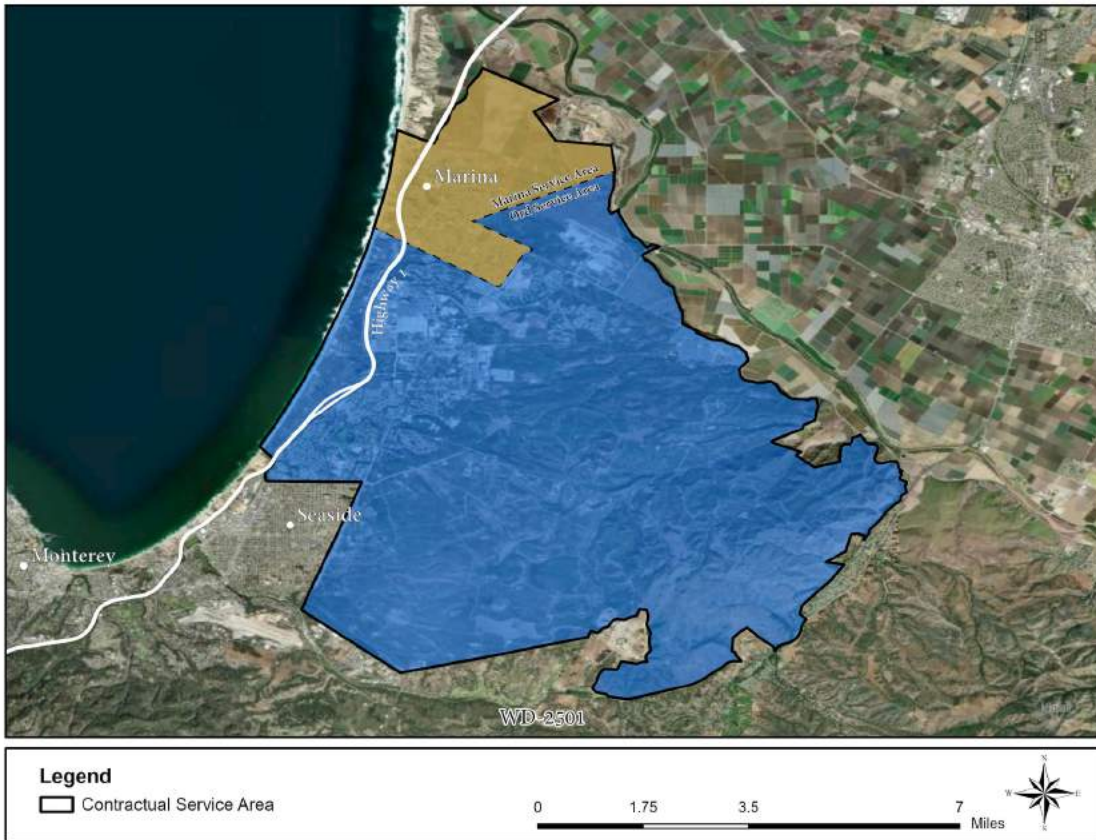 Marina
Marina Service Area
Ord Service Area
Highway 1
Seaside
Monterey
WD-2501
Legend
Contractual Service Area
0 1.75 3.5 7
Miles
N
W E
S